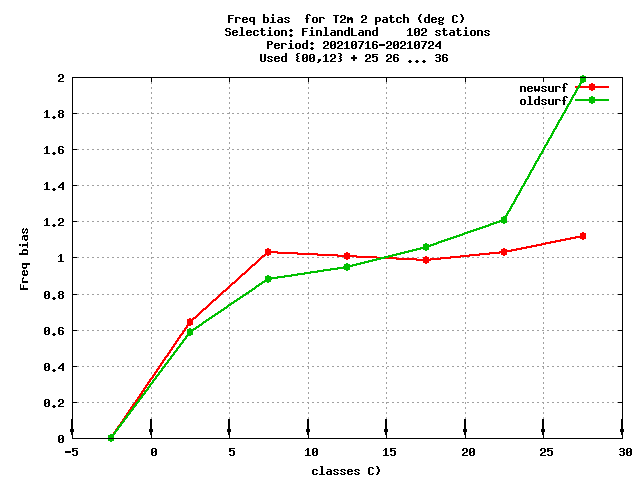 Freq bias  for T2m 2 patch (deg C)
Selection: FinlandLand    102 stations
Period: 20210716-20210724
Used {00,12} + 25 26 ... 36
newsurf
oldsurf
2
1.8
1.6
1.4
1.2
1
0.8
0.6
0.4
0.2
0
Freq bias
-5 0 5 10 15 20 25 30
classes C)